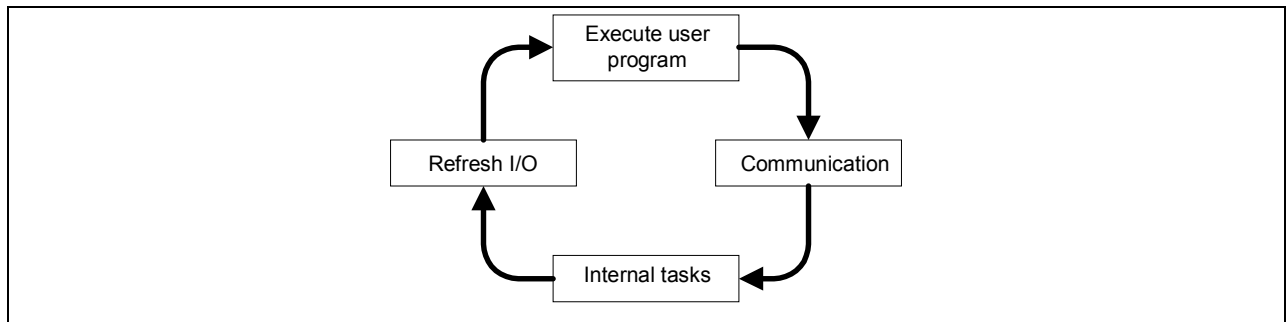 Execute user
program
Refresh I/O
Communication
Internal tasks